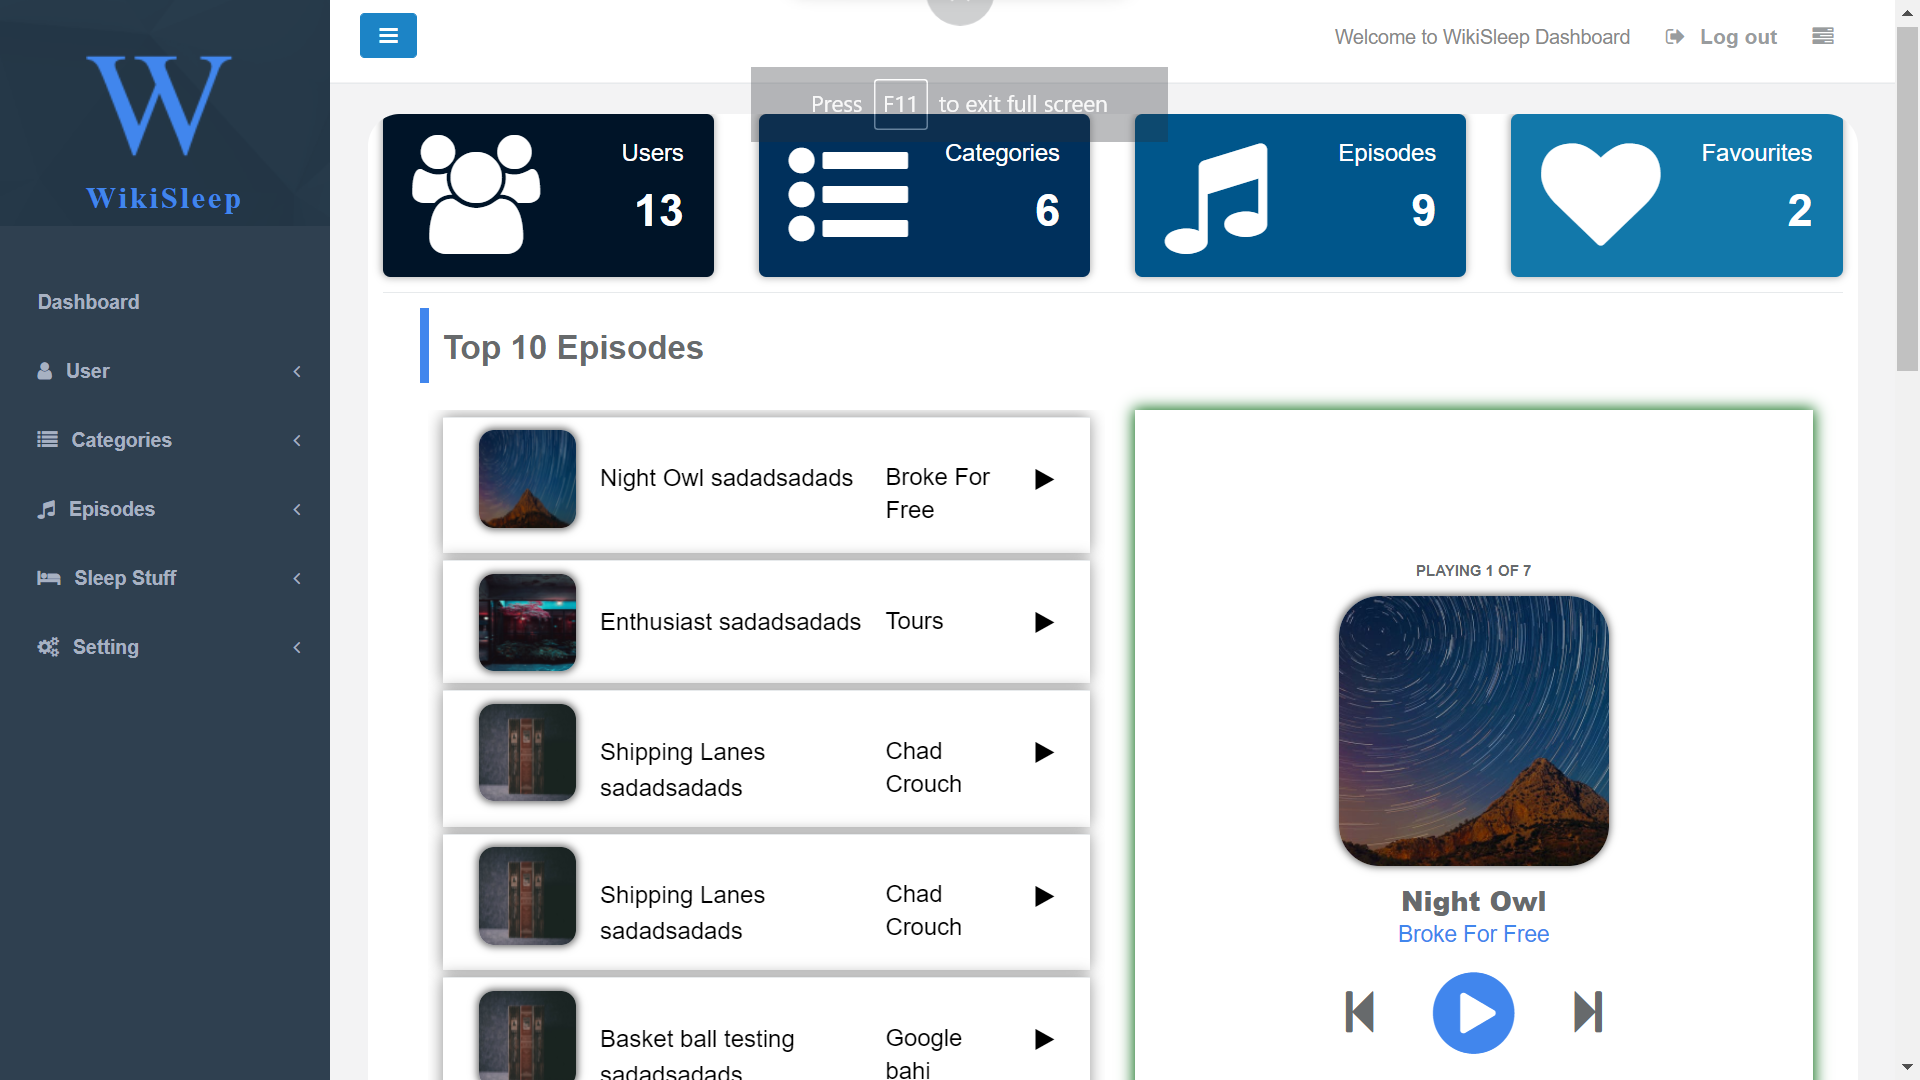 W
WikiSleep
Dashboard
User
Categories
Episodes
Sleep Stuff
Setting
Welcome to WikiSleep Dashboard
Log out
Press F11 to exit full screen
Users
13
Categories
6
Episodes
9
Favourites
2
Top 10 Episodes
Night Owl sadadsadads
Broke For
Free
Enthusiast sadadsadads
Tours
Shipping Lanes
sadadsadads
Chad
Crouch
Shipping Lanes
sadadsadads
Chad
Crouch
Basket ball testing
sadadsadads
Google
bahi
PLAYING 1 OF 7
Night Owl
Broke For Free